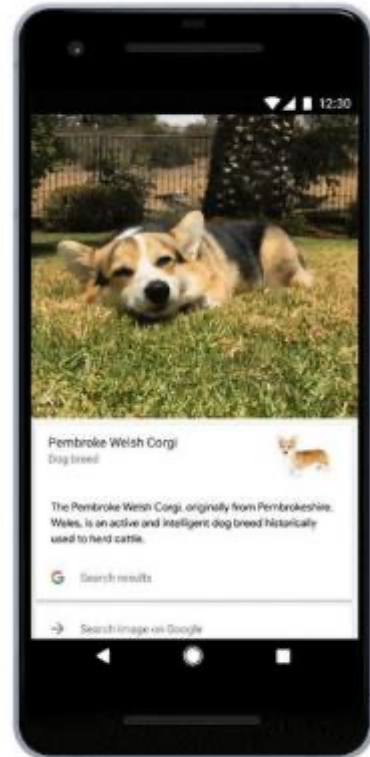 12:30
Pembroke Welsh Corgi
Dog breed
The Pembroke Welsh Corgi, originally from Pembrokeshire,
Wales, is an active and intelligent dog breed historically
used to herd cattle.
G Search results
Search image on Google